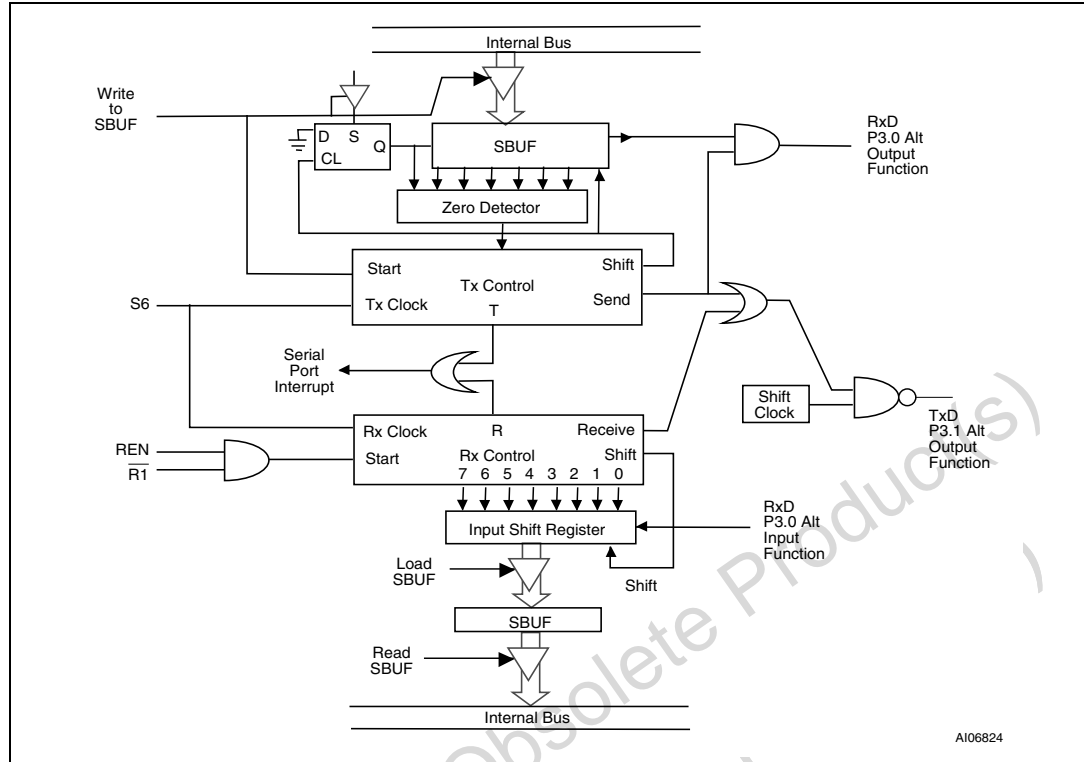 Internal Bus
Write
to
SBUF
D S
Q
CL
SBUF
RxD
P3.0 Alt
Output
Function
Zero Detector
Start
Shift
Tx Control
S6
Tx Clock
Send
T
Serial
Port
Interrupt
Shift
Clock
TxD
P3.1 Alt
Output
Function
Rx Clock
R
Receive
REN
R1
Start
Rx Control
Shift
7 6 5 4 3 2 1 0
Input Shift Register
RxD
P3.0 Alt
Input
Function
Load
SBUF
Shift
SBUF
Read
SBUF
Internal Bus
Obsolete Product(s)
)
AI06824